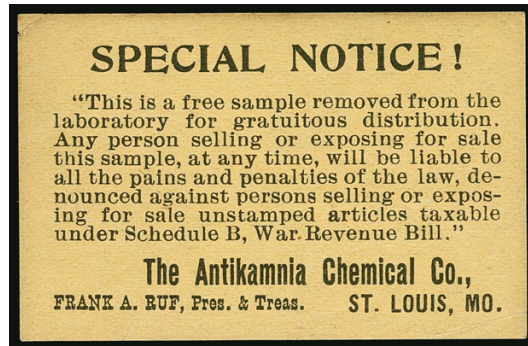 SPECIAL NOTICE!
"This is a free sample removed from the
laboratory for gratuitous distribution.
Any person selling or exposing for sale
this sample, at any time, will be liable to
all the pains and penalties of the law, de-
nounced against persons selling or expos-
ing for sale unstamped articles taxable
under Schedule B, War Revenue Bill."
The Antikamnia Chemical Co.,
FRANK A. RUF, Pres. & Treas. ST. LOUIS, MO.